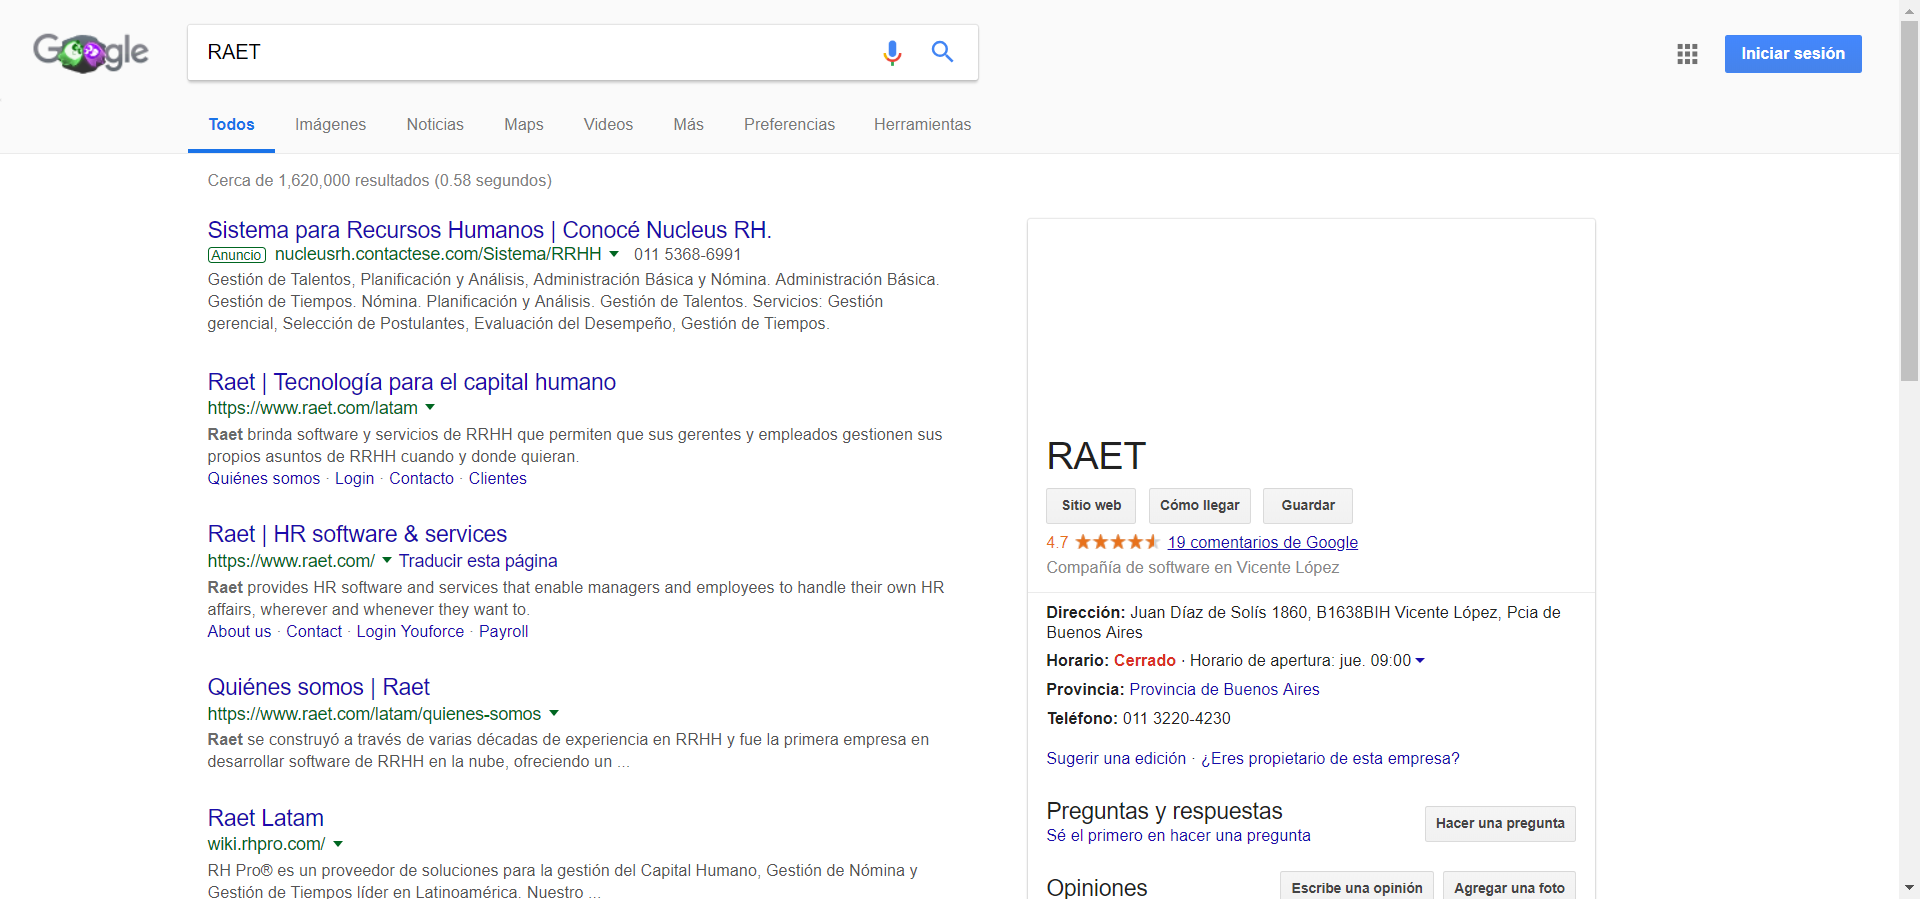 Google
RAET
Iniciar sesión
Todos Imágenes Noticias Maps Videos Más Preferencias Herramientas
Cerca de 1,620,000 resultados (0.58 segundos)
Sistema para Recursos Humanos | Conocé Nucleus RH.
Anuncio nucleusrh.contactese.com/Sistema/RRHH 011 5368-6991
Gestión de Talentos, Planificación y Análisis, Administración Básica y Nómina. Administración Básica.
Gestión de Tiempos. Nómina. Planificación y Análisis. Gestión de Talentos. Servicios: Gestión
gerencial, Selección de Postulantes, Evaluación del Desempeño, Gestión de Tiempos.
Raet | Tecnología para el capital humano
https://www.raet.com/latam
Raet brinda software y servicios de RRHH que permiten que sus gerentes y empleados gestionen sus
propios asuntos de RRHH cuando y donde quieran.
Quiénes somos · Login · Contacto · Clientes
Raet | HR software & services
https://www.raet.com/ Traducir esta página
Raet provides HR software and services that enable managers and employees to handle their own HR
affairs, wherever and whenever they want to.
About us · Contact · Login Youforce · Payroll
Quiénes somos | Raet
https://www.raet.com/latam/quienes-somos
Raet se construyó a través de varias décadas de experiencia en RRHH y fue la primera empresa en
desarrollar software de RRHH en la nube, ofreciendo un ...
Raet Latam
wiki.rhpro.com/
RH Pro® es un proveedor de soluciones para la gestión del Capital Humano, Gestión de Nómina y
Gestión de Tiempos líder en Latinoamérica. Nuestro ...
RAET
Sitio web Cómo llegar Guardar
4.7 19 comentarios de Google
Compañía de software en Vicente López
Dirección: Juan Díaz de Solís 1860, B1638BIH Vicente López, Pcia de
Buenos Aires
Horario: Cerrado · Horario de apertura: jue. 09:00
Provincia: Provincia de Buenos Aires
Teléfono: 011 3220-4230
Sugerir una edición · ¿Eres propietario de esta empresa?
Preguntas y respuestas
Sé el primero en hacer una pregunta
Hacer una pregunta
Opiniones
Escribe una opinión Agregar una foto